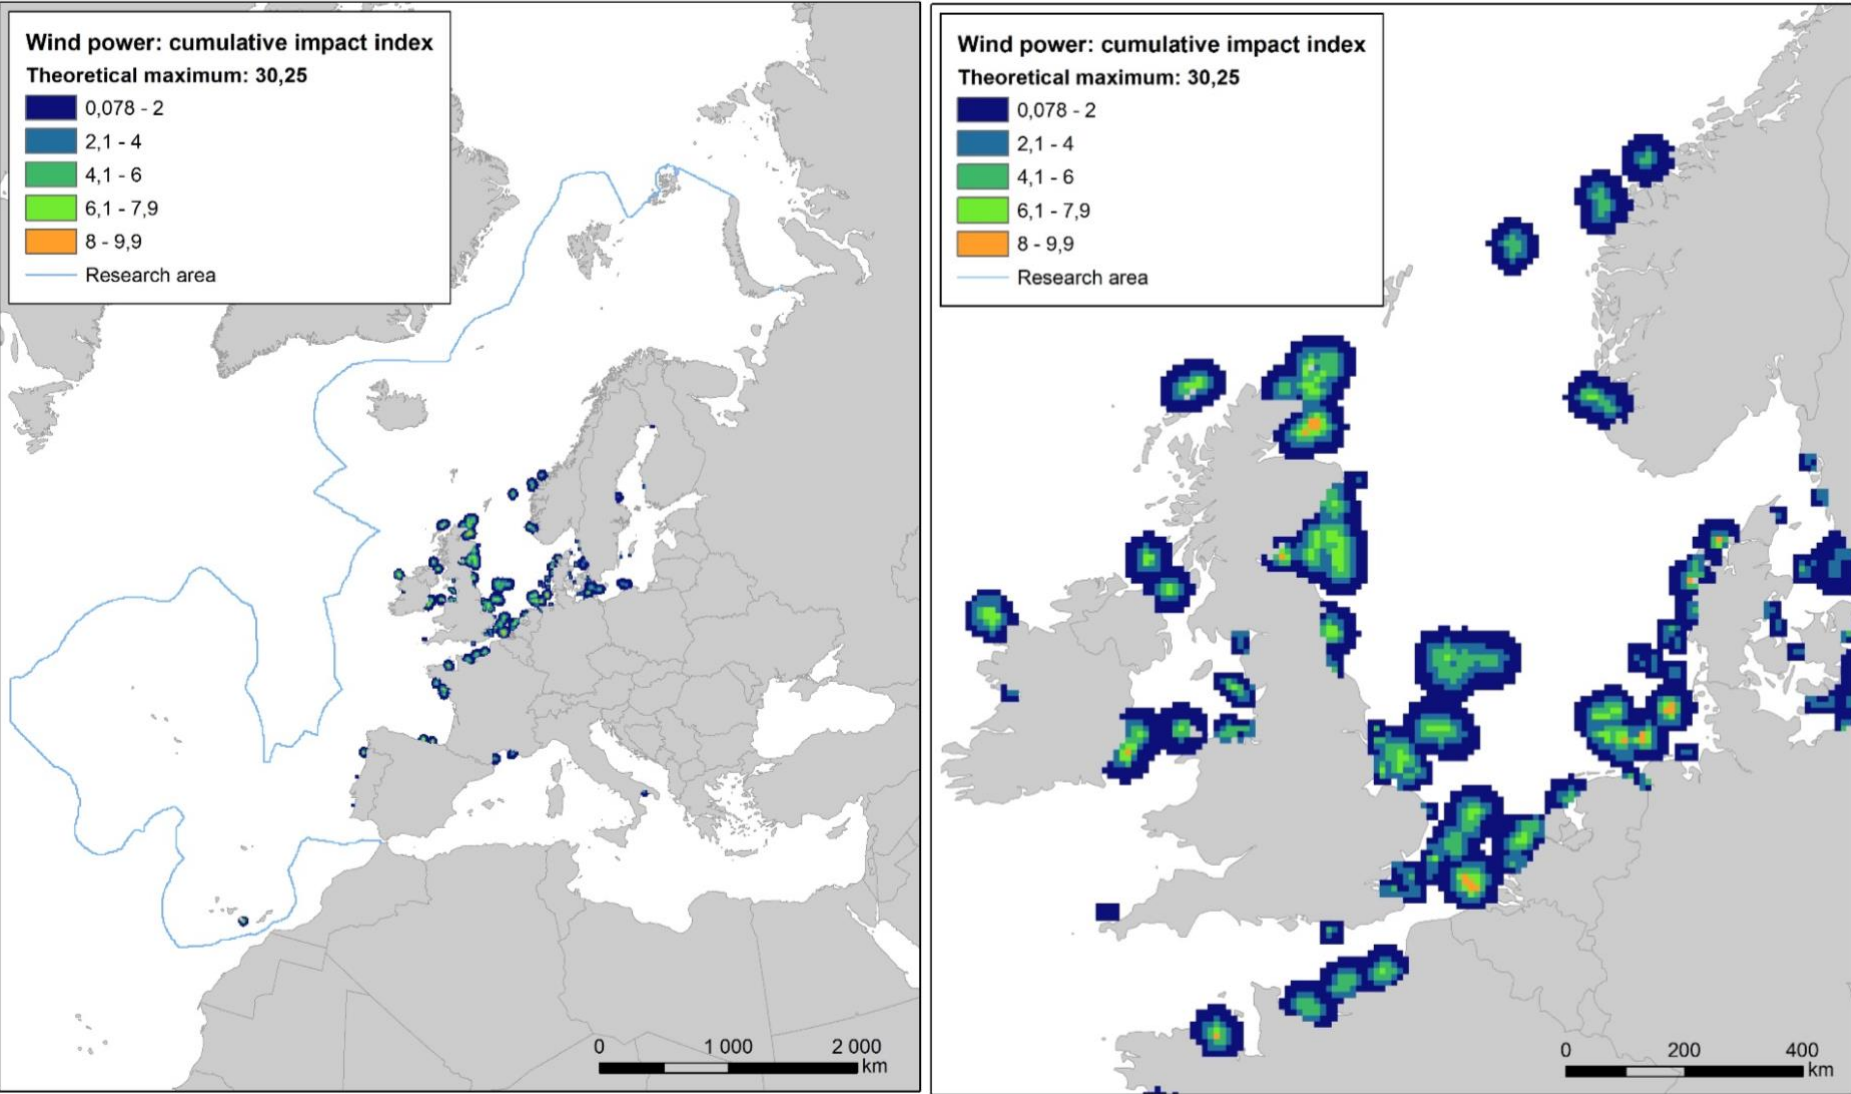 Wind power: cumulative impact index
Theoretical maximum: 30,25
0,078 - 2
2,1 - 4
4,1 - 6
6,1 - 7,9
8 - 9,9
Research area
0 1 000 2 000
km
Wind power: cumulative impact index
Theoretical maximum: 30,25
0,078 - 2
2,1 - 4
4,1 - 6
6,1 - 7,9
8 - 9,9
Research area
0 200 400
km